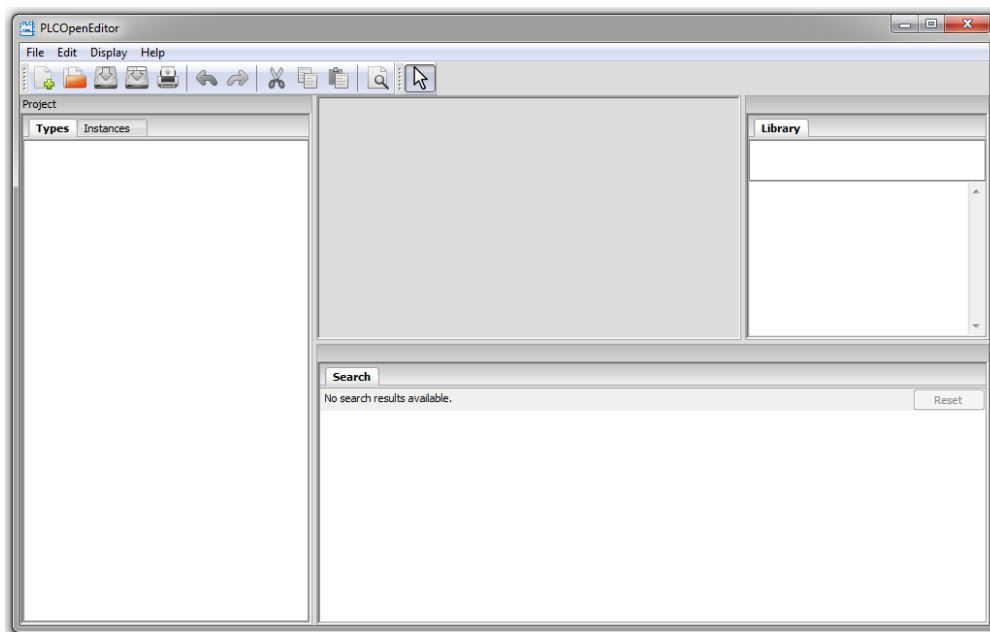 PLCOpenEditor
File Edit Display Help
Project
Types Instances
Library
Search
No search results available.
Reset